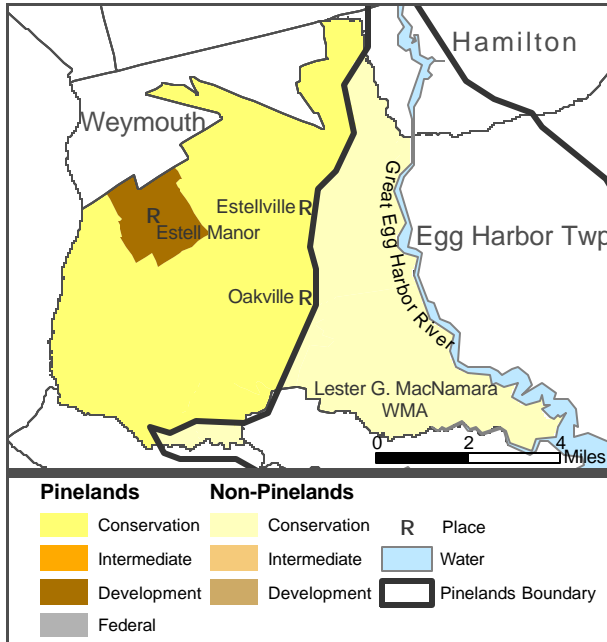 Hamilton
Weymouth
Great Egg Harbor River
R
Estellville R
Estell Manor
Egg Harbor Twp
Oakville R
Lester G. MacNamara
WMA
0 2 4
Miles
Pinelands Non-Pinelands
Conservation Conservation R Place
Intermediate Intermediate Water
Development Development Pinelands Boundary
Federal